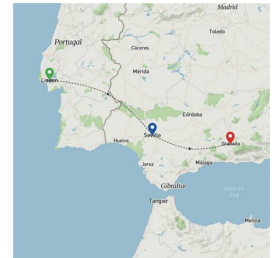 Madrid
Portugal
Toledo
Cáceres
Mérida
Lisbon
Córdoba
Seville
Huelva
Granada
Jerez
Málaga
Gibraltar
Tangier
Melilla